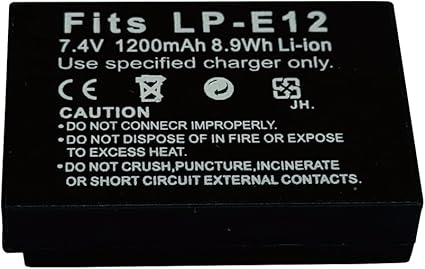 Fits LP-E12
7.4V 1200mAh 8.9Wh Li-ion
Use specified charger only.
CE
JH.
CAUTION
•DO NOT CONNECR IMPROPERLY.
•DO NOT DISPOSE OF IN FIRE OR EXPOSE
TO EXCESS HEAT.
•DO NOT CRUSH,PUNCTURE,INCINERATE
OR SHORT CIRCUIT EXTERNAL CONTACTS.